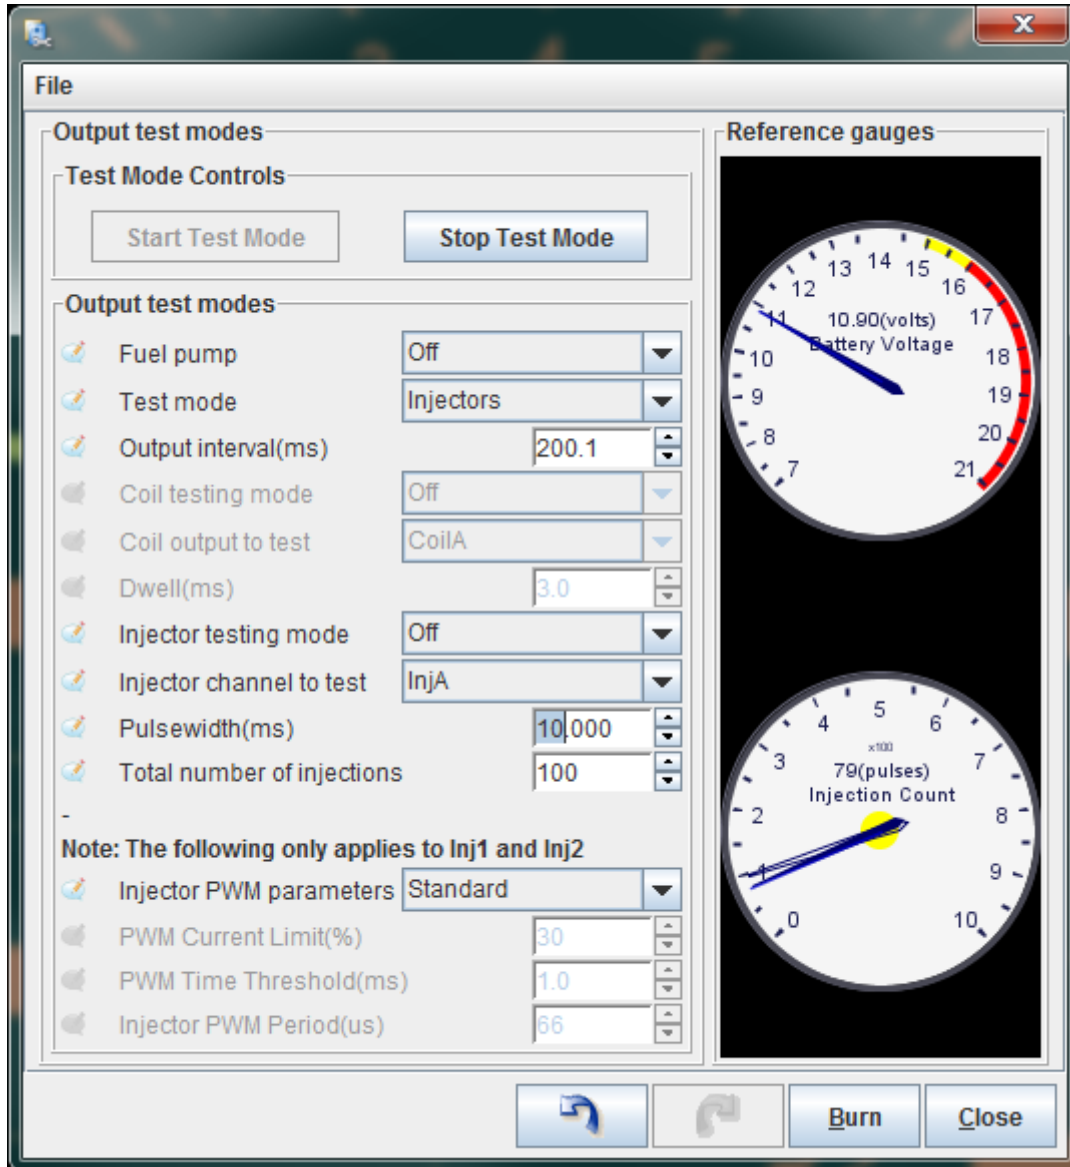 File
Output test modes
Test Mode Controls
Start Test Mode
Stop Test Mode
Output test modes
Fuel pump Off
Test mode Injectors
Output interval(ms) 200.1
Coil testing mode Off
Coil output to test CoilA
Dwell(ms) 3.0
Injector testing mode Off
Injector channel to test InjA
Pulsewidth(ms) 10.000
Total number of injections 100
-
Note: The following only applies to Inj1 and Inj2
Injector PWM parameters Standard
PWM Current Limit(%) 30
PWM Time Threshold(ms) 1.0
Injector PWM Period(us) 66
Reference gauges
7 8 9 10 11 12 13 14 15 16 17 18 19 20 21
10.90(volts)
Battery Voltage
0 1 2 3 4 5 6 7 8 9 10
x100
79(pulses)
Injection Count
Burn
Close